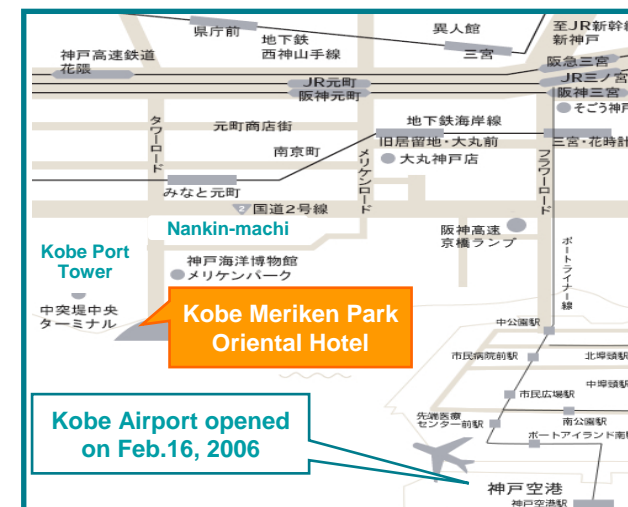 県庁前
地下鉄
西神山手線
異人館
三宮
至JR新幹線
新神戸
神戸高速鉄道
花隈
阪急三宮
JR元町
阪神元町
JR三ノ宮
阪神三宮
そごう神戸
タワーロード
元町商店街
地下鉄海岸線
南京町
メリケンロード
旧居留地・大丸前
大丸神戸店
フラワーロード
三宮・花時計
みなと元町
2
国道2号線
Nankin-machi
阪神高速
京橋ランプ
ポートライナー線
Kobe Port
Tower
神戸海洋博物館
メリケンパーク
中突堤中央
ターミナル
Kobe Meriken Park
Oriental Hotel
中公園駅
市民病院前駅
北埠頭駅
市民広場駅
中埠頭駅
先端医療
センター前駅
南公園駅
ポートアイランド南
Kobe Airport opened
on Feb.16, 2006
神戸空港
神戸空港駅